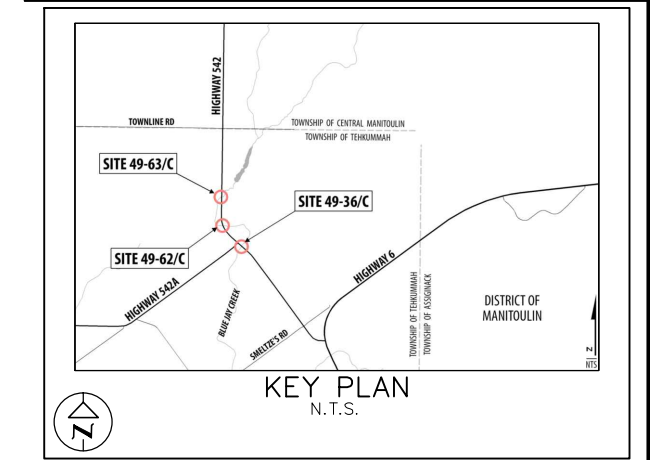 HIGHWAY 542
TOWNLINE RD
TOWNSHIP OF CENTRAL MANITOULIN
TOWNSHIP OF TEHKUMMAH
SITE 49-63/C
SITE 49-36/C
SITE 49-62/C
HIGHWAY 542A
BLUE JAY CREEK
SMELTZE'S RD
HIGHWAY 6
TOWNSHIP OF TEHKUMMAH
TOWNSHIP OF ASSIGINACK
DISTRICT OF
MANITOULIN
N
NTS
KEY PLAN
N.T.S.
N